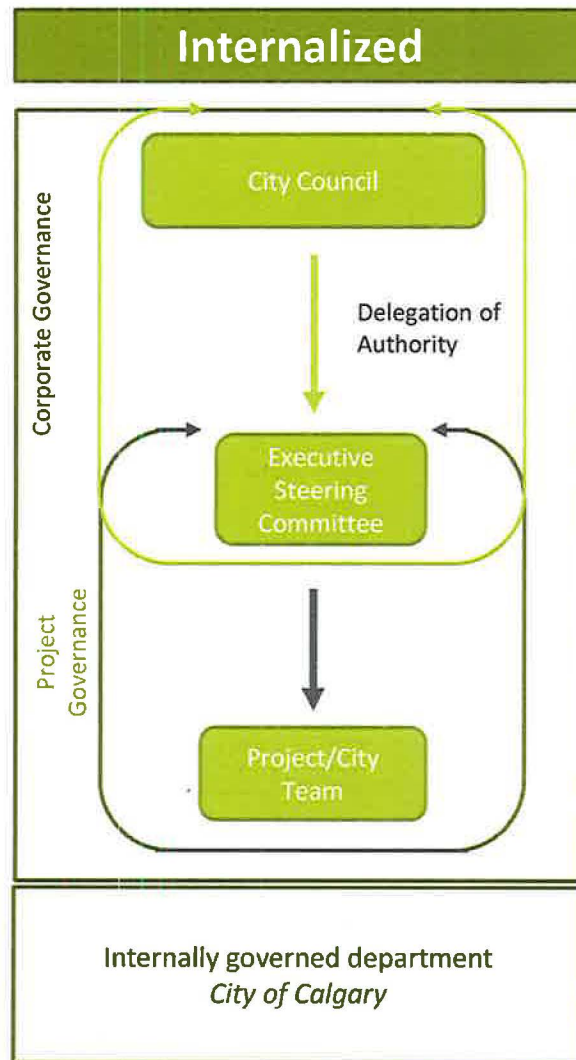 Internalized
Corporate Governance
City Council
Delegation of
Authority
Executive
Steering
Committee
Project
Governance
Project/City
Team
Internally governed department
City of Calgary